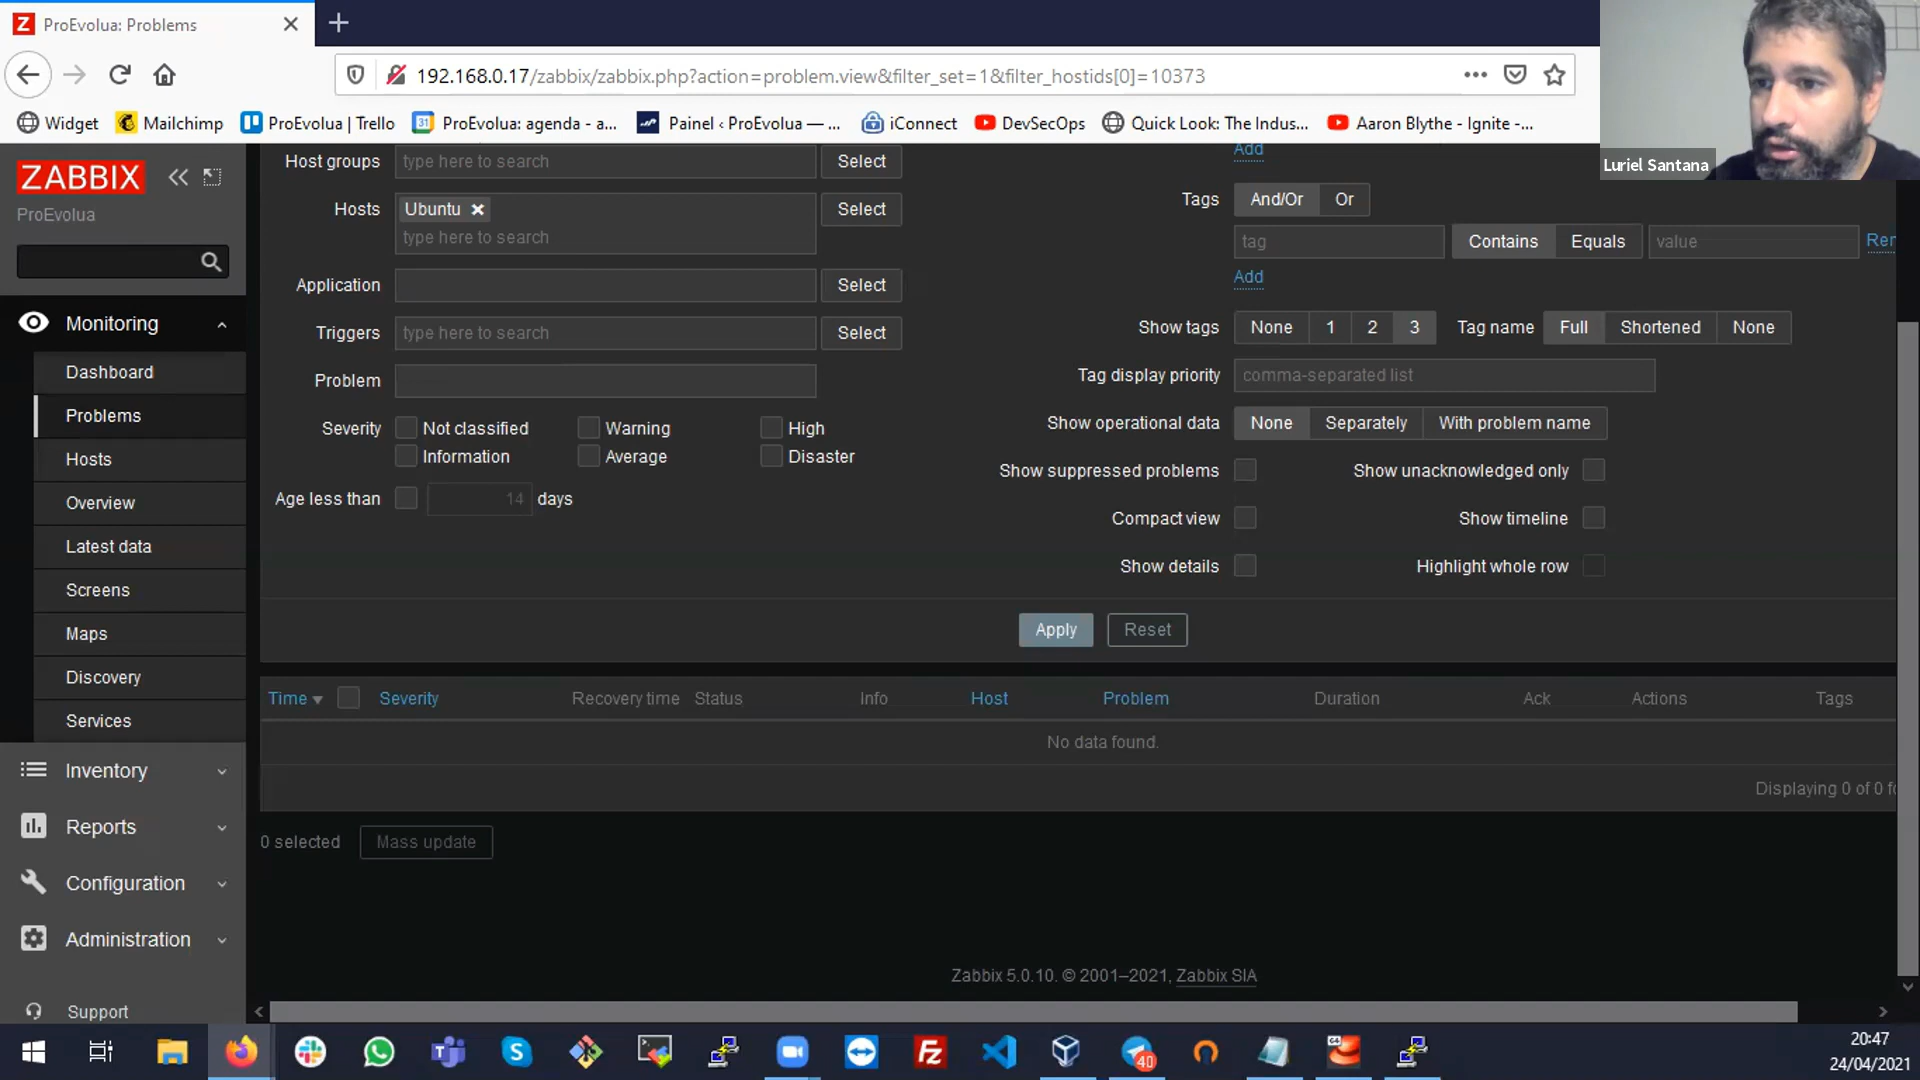 ProEvolua: Problems
192.168.0.17/zabbix/zabbix.php?action=problem.view&filter_set=1&filter_hostids[0]=10373
Widget
Mailchimp
ProEvolua | Trello
31
ProEvolua: agenda - a...
Painel ‹ ProEvolua — ...
iConnect
DevSecOps
Quick Look: The Indus...
Aaron Blythe - Ignite -...
Luriel Santana
ZABBIX
ProEvolua
Monitoring
Dashboard
Problems
Hosts
Overview
Latest data
Screens
Maps
Discovery
Services
Inventory
Reports
Configuration
Administration
Support
Host groups type here to search Select
Hosts Ubuntu Select
type here to search
Application Select
Triggers type here to search Select
Problem
Severity Not classified Warning High
Information Average Disaster
Age less than 14 days
Add
Tags And/Or Or
tag Contains Equals value Rer
Add
Show tags None 1 2 3 Tag name Full Shortened None
Tag display priority comma-separated list
Show operational data None Separately With problem name
Show suppressed problems Show unacknowledged only
Compact view Show timeline
Show details Highlight whole row
Apply Reset
Time Severity Recovery time Status Info Host Problem Duration Ack Actions Tags
No data found.
Displaying 0 of 0 fo
0 selected Mass update
Zabbix 5.0.10. © 2001–2021, Zabbix SIA
40
20:47
24/04/2021